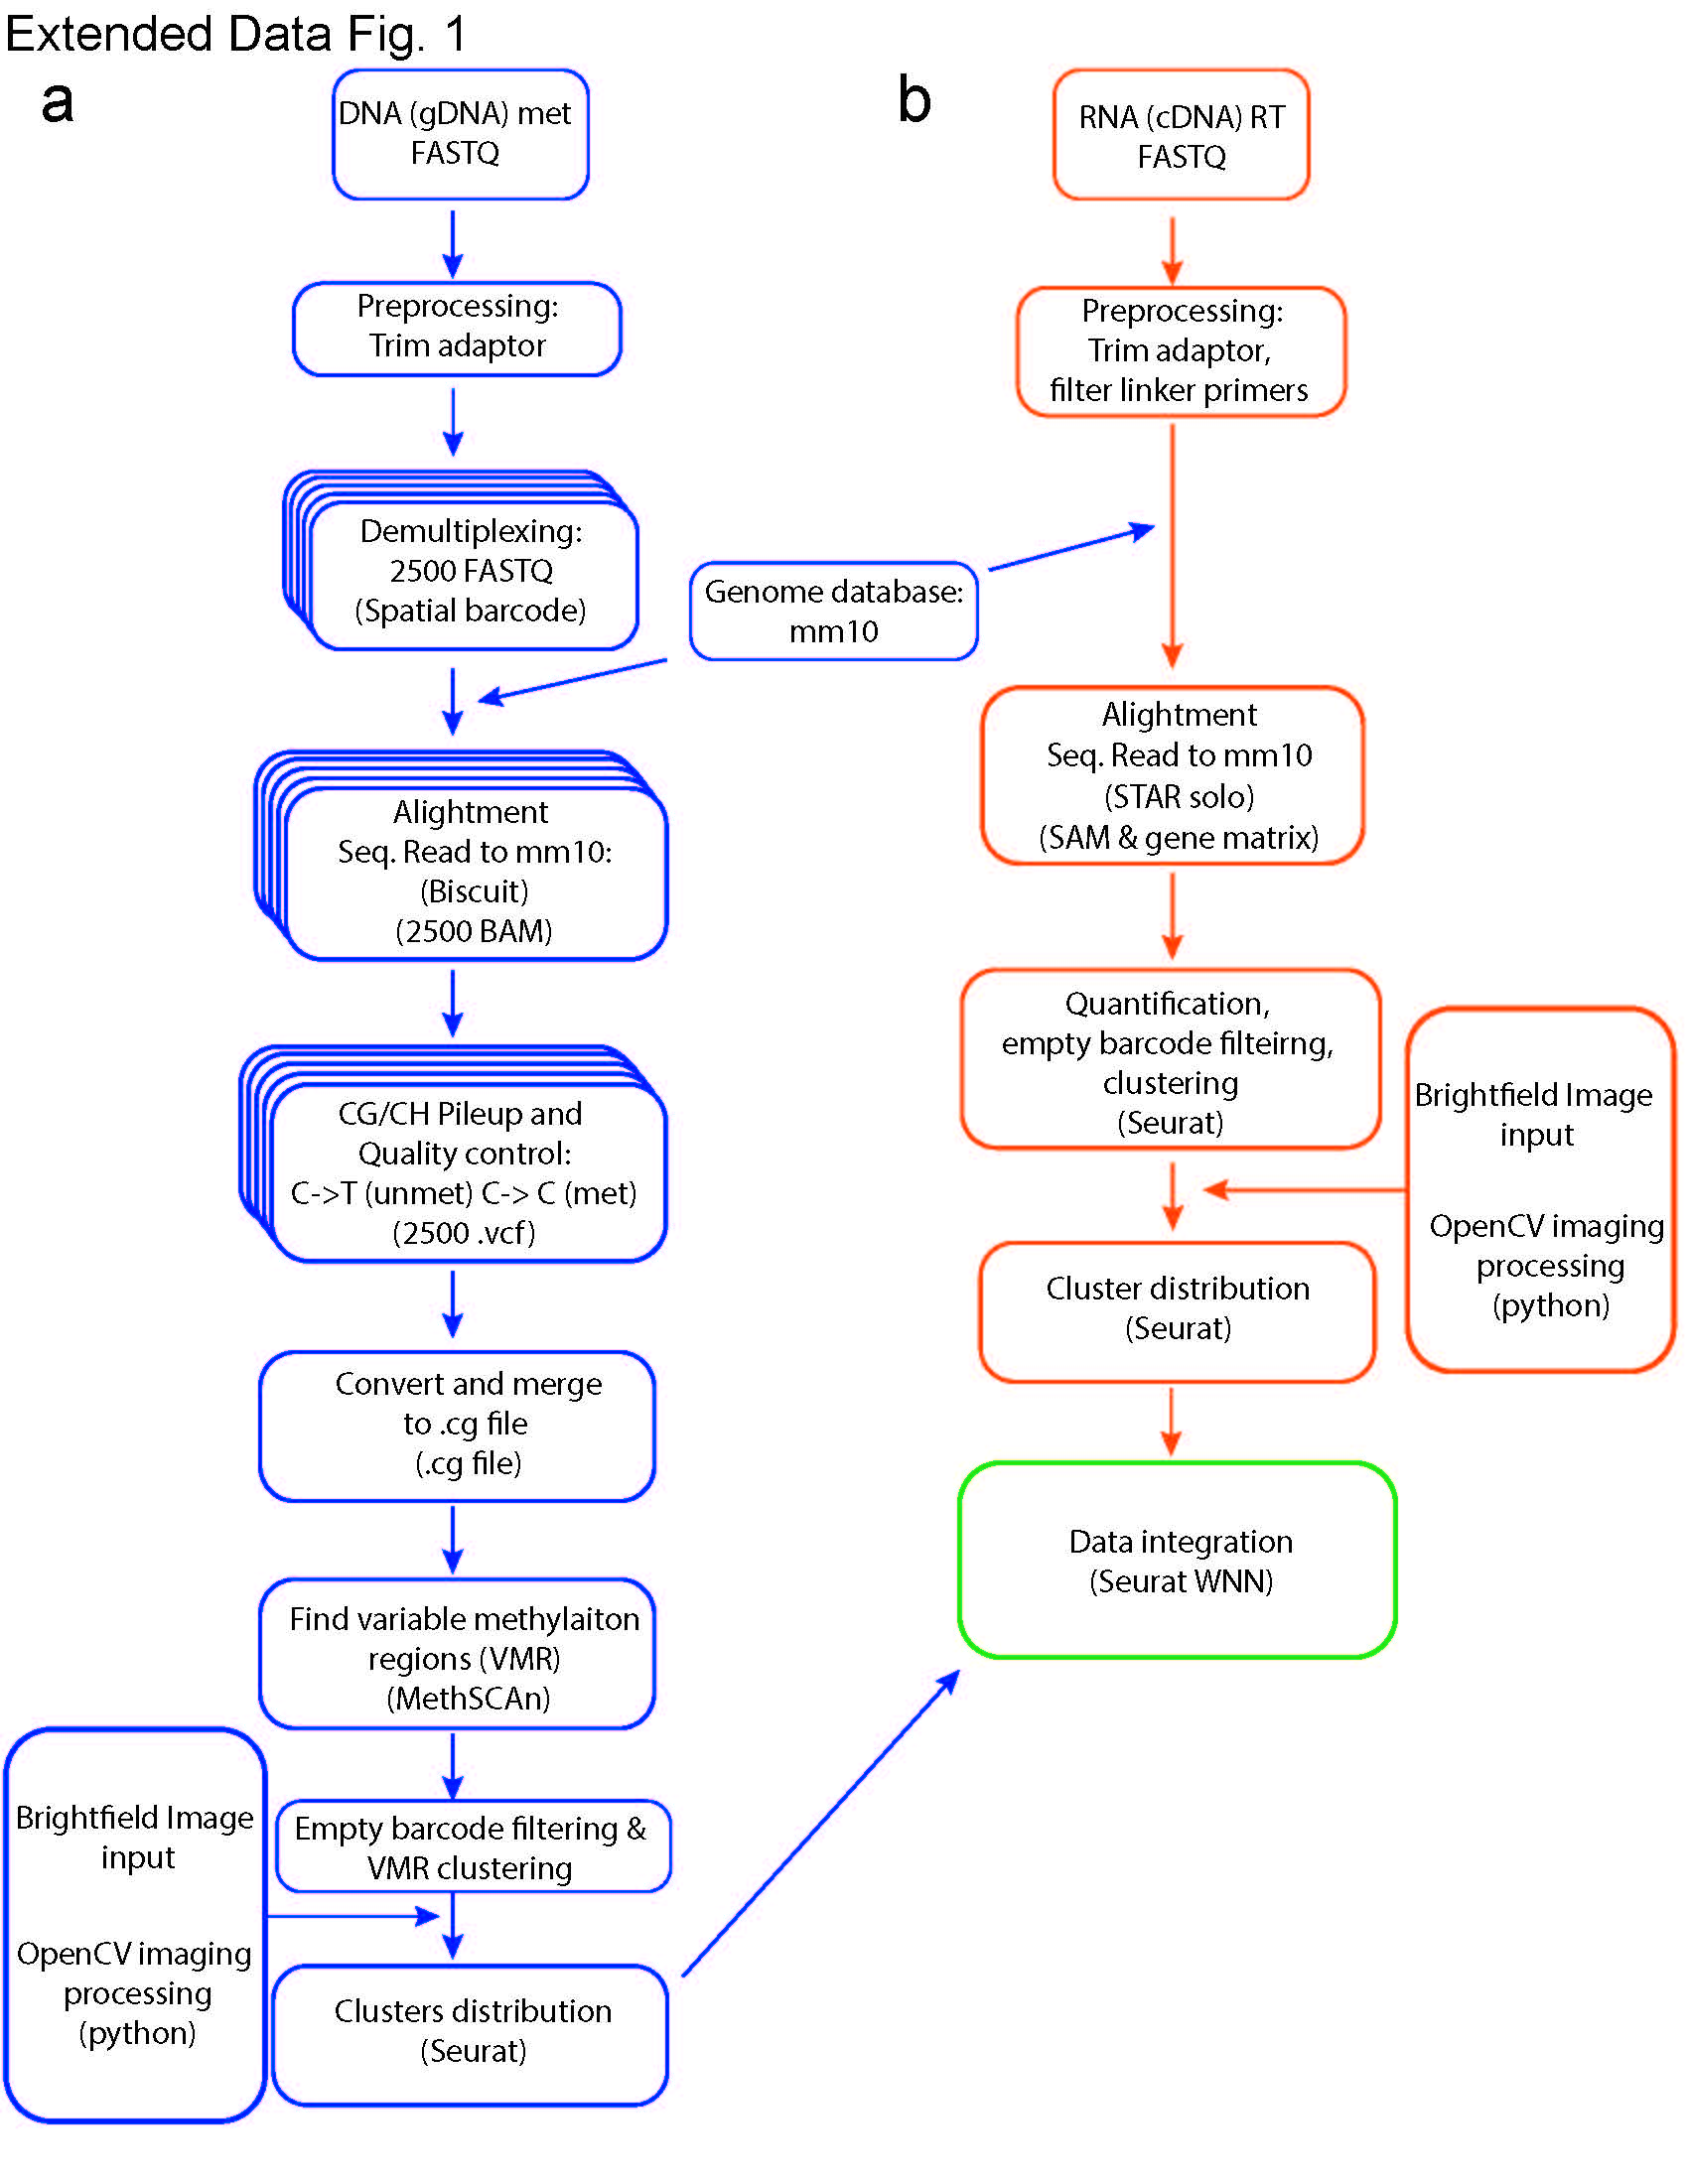 Extended Data Fig. 1
a
DNA (gDNA) met
FASTQ
Preprocessing:
Trim adaptor
Demultiplexing:
2500 FASTQ
(Spatial barcode)
Genome database:
mm10
Alightment
Seq. Read to mm10:
(Biscuit)
(2500 BAM)
CG/CH Pileup and
Quality control:
C->T (unmet) C-> C (met)
(2500 .vcf)
Convert and merge
to .cg file
(.cg file)
Find variable methylaiton
regions (VMR)
(MethSCAn)
Empty barcode filtering &
VMR clustering
Brightfield Image
input
OpenCV imaging
processing
(python)
Clusters distribution
(Seurat)
b
RNA (cDNA) RT
FASTQ
Preprocessing:
Trim adaptor,
filter linker primers
Alightment
Seq. Read to mm10
(STAR solo)
(SAM & gene matrix)
Quantification,
empty barcode filteirng,
clustering
(Seurat)
Brightfield Image
input
OpenCV imaging
processing
(python)
Cluster distribution
(Seurat)
Data integration
(Seurat WNN)